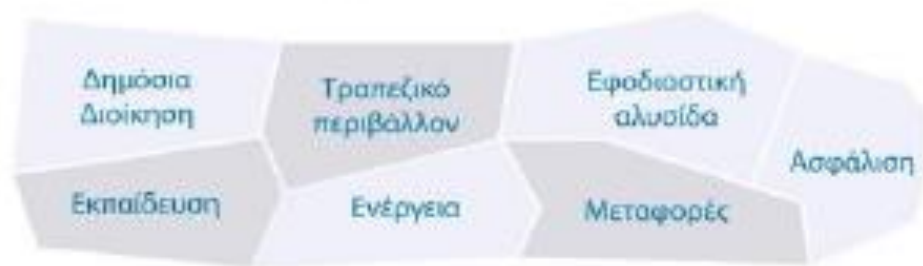 Δημόσια
Διοίκηση
Τραπεζικό
περιβάλλον
Εφοδιαστική
αλυσίδα
Ασφάλιση
Εκπαίδευση
Ενέργεια
Μεταφορές